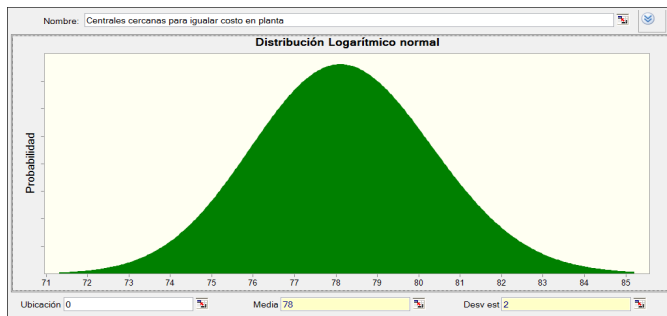 Nombre: Centrales cercanas para igualar costo en planta
Distribución Logarítmico normal
Probabilidad
71 72 73 74 75 76 77 78 79 80 81 82 83 84 85
Ubicación 0 Media 78 Desv est 2